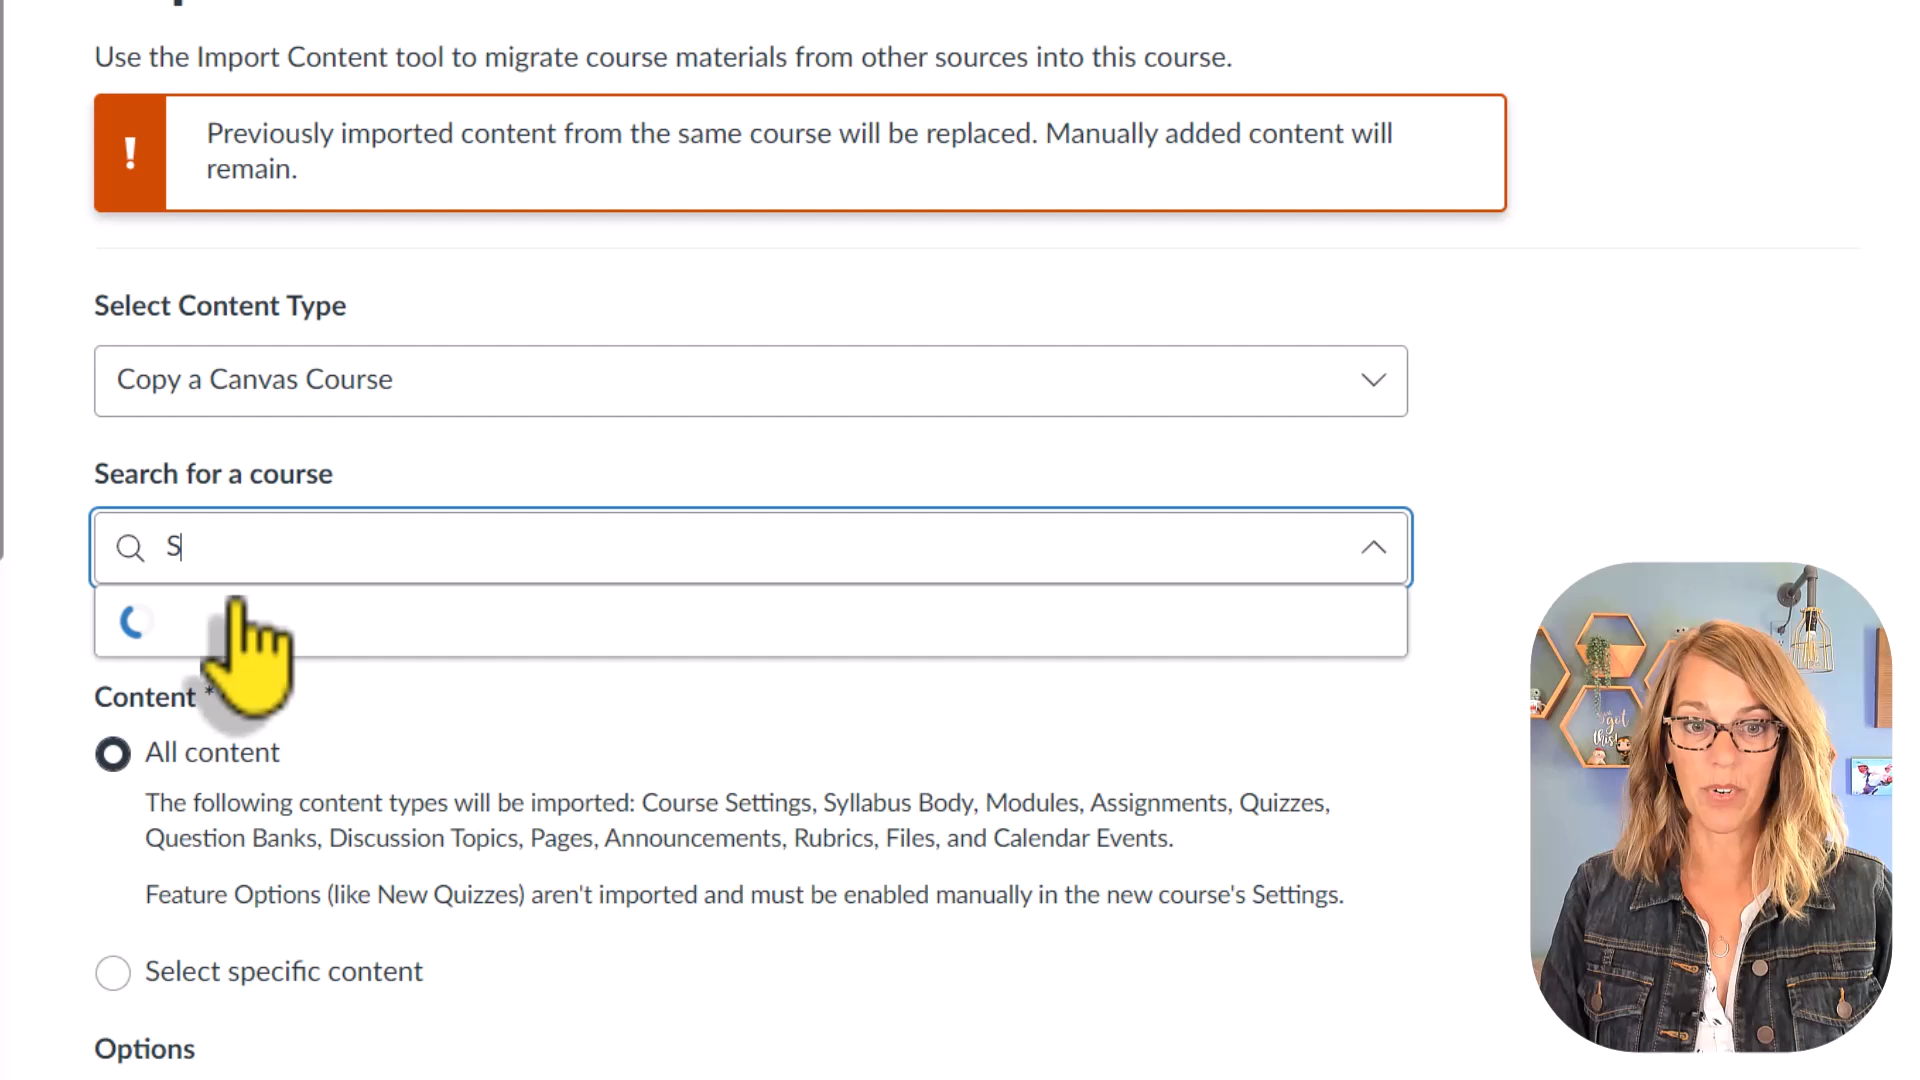 Use the Import Content tool to migrate course materials from other sources into this course.
!
Previously imported content from the same course will be replaced. Manually added content will
remain.
Select Content Type
Copy a Canvas Course
Search for a course
S
Content *
All content
The following content types will be imported: Course Settings, Syllabus Body, Modules, Assignments, Quizzes,
Question Banks, Discussion Topics, Pages, Announcements, Rubrics, Files, and Calendar Events.
Feature Options (like New Quizzes) aren't imported and must be enabled manually in the new course's Settings.
Select specific content
Options
got
this!